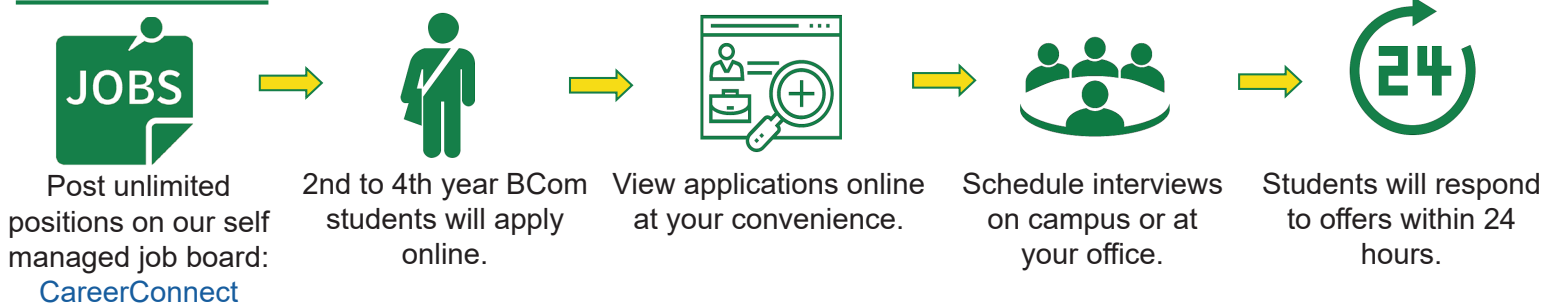 JOBS
24
Post unlimited
positions on our self
managed job board:
CareerConnect
2nd to 4th year BCom
students will apply
online.
View applications online
at your convenience.
Schedule interviews
on campus or at
your office.
Students will respond
to offers within 24
hours.